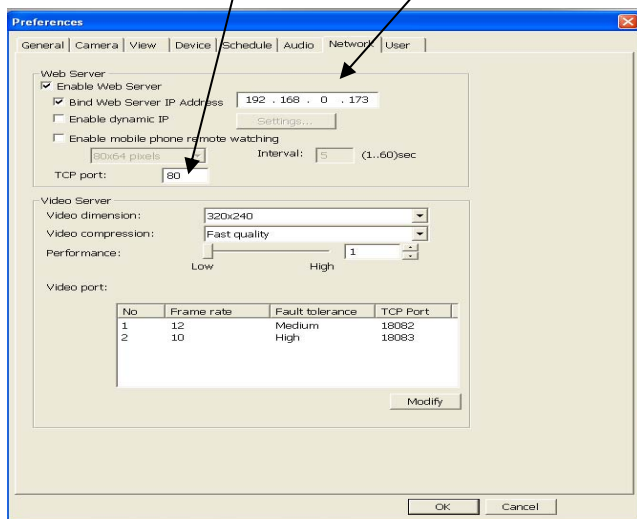 Preferences
General Camera View Device Schedule Audio Network User
Web Server
Enable Web Server
Bind Web Server IP Address 192 . 168 . 0 . 173
Enable dynamic IP Settings...
Enable mobile phone remote watching
80x64 pixels Interval: 5 (1..60)sec
TCP port: 80
Video Server
Video dimension: 320x240
Video compression: Fast quality
Performance: 1
Low High
Video port:
No Frame rate Fault tolerance TCP Port
1 12 Medium 18082
2 10 High 18083
Modify
OK Cancel